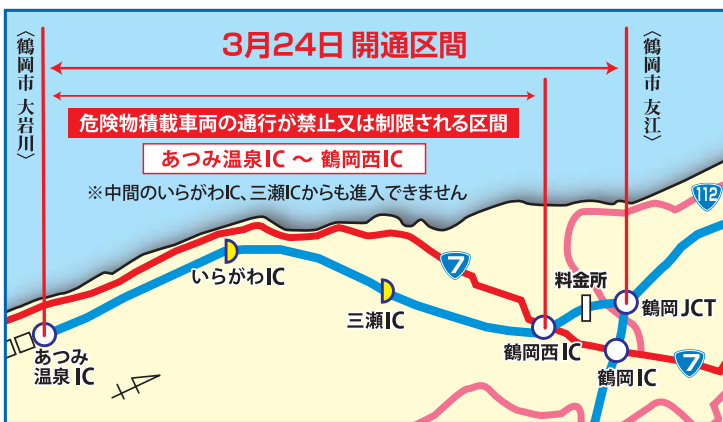 3月24日 開通区間
〈鶴岡市 大岩川〉
〈鶴岡市 友江〉
危険物積載車両の通行が禁止又は制限される区間
あつみ温泉IC ～ 鶴岡西IC
※中間のいらがわIC、三瀬ICからも進入できません
112
7
いらがわIC
料金所
三瀬IC
鶴岡JCT
鶴岡西IC
あつみ
温泉IC
鶴岡IC
7